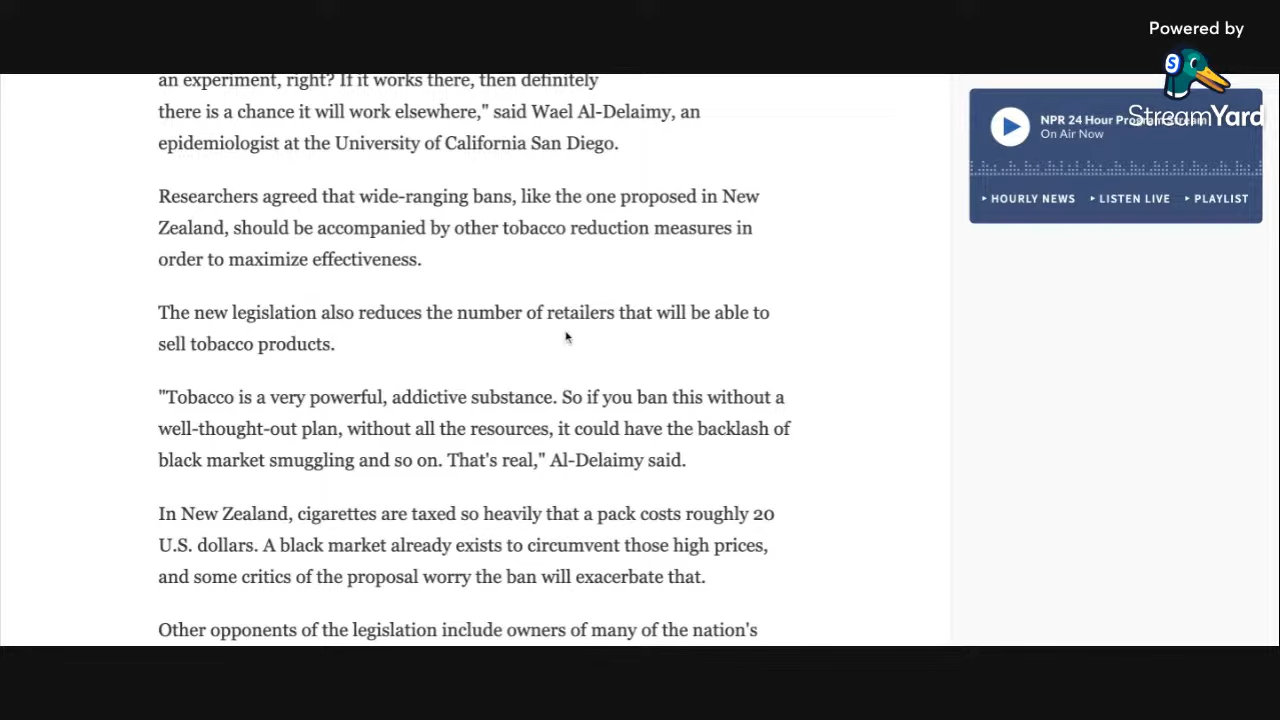 Powered by
StreamYard
an experiment, right? If it works there, then definitely
there is a chance it will work elsewhere," said Wael Al-Delaimy, an
epidemiologist at the University of California San Diego.
Researchers agreed that wide-ranging bans, like the one proposed in New
Zealand, should be accompanied by other tobacco reduction measures in
order to maximize effectiveness.
The new legislation also reduces the number of retailers that will be able to
sell tobacco products.
"Tobacco is a very powerful, addictive substance. So if you ban this without a
well-thought-out plan, without all the resources, it could have the backlash of
black market smuggling and so on. That's real," Al-Delaimy said.
In New Zealand, cigarettes are taxed so heavily that a pack costs roughly 20
U.S. dollars. A black market already exists to circumvent those high prices,
and some critics of the proposal worry the ban will exacerbate that.
Other opponents of the legislation include owners of many of the nation's
NPR 24 Hour Program Stream
On Air Now
HOURLY NEWS LISTEN LIVE PLAYLIST